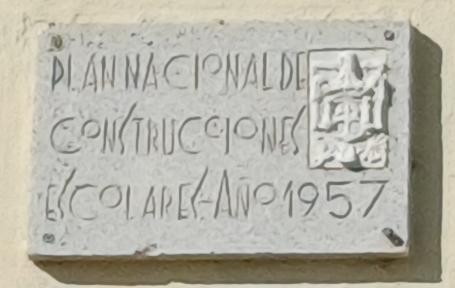 PLAN NACIONAL DE
CONSTRUCCIONES
ESCOLARES-AÑO 1957